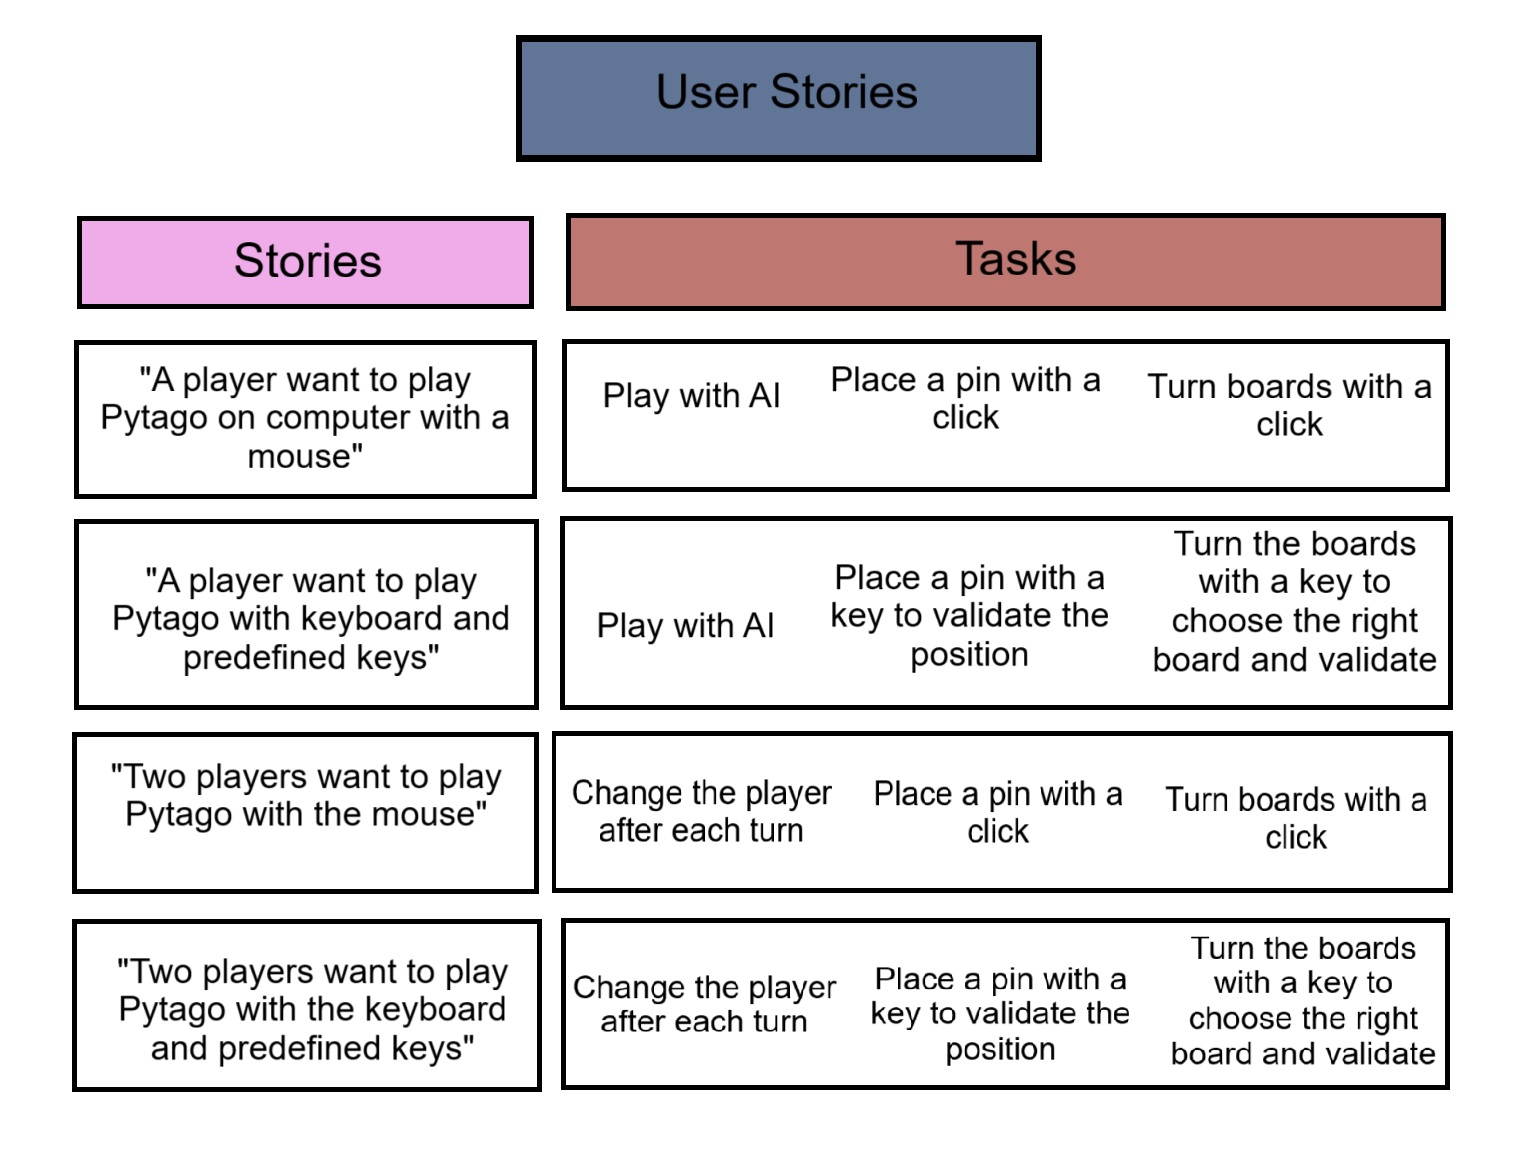 User Stories
Stories
Tasks
"A player want to play
Pytago on computer with a
mouse"
Play with AI
Place a pin with a
click
Turn boards with a
click
"A player want to play
Pytago with keyboard and
predefined keys"
Play with AI
Place a pin with a
key to validate the
position
Turn the boards
with a key to
choose the right
board and validate
"Two players want to play
Pytago with the mouse"
Change the player
after each turn
Place a pin with a
click
Turn boards with a
click
"Two players want to play
Pytago with the keyboard
and predefined keys"
Change the player
after each turn
Place a pin with a
key to validate the
position
Turn the boards
with a key to
choose the right
board and validate